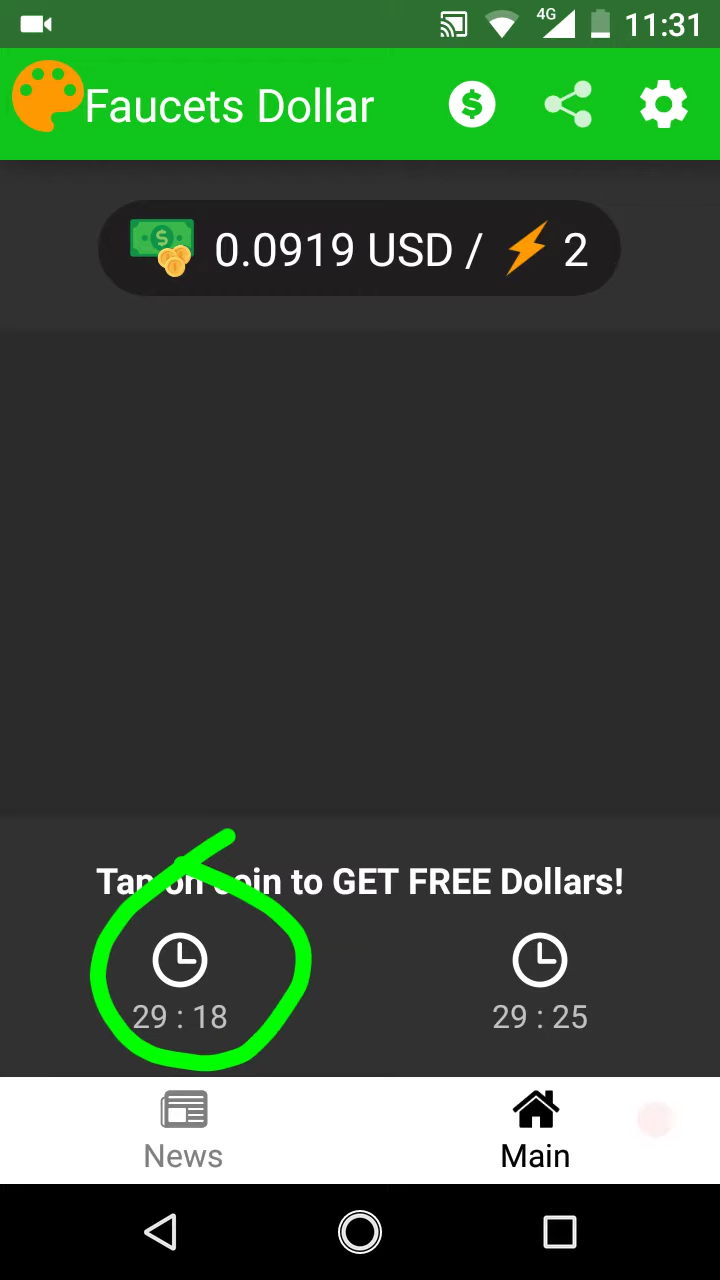 4G 11:31
Faucets Dollar
0.0919 USD / 2
Tap on coin to GET FREE Dollars!
29 : 18 29 : 25
News Main